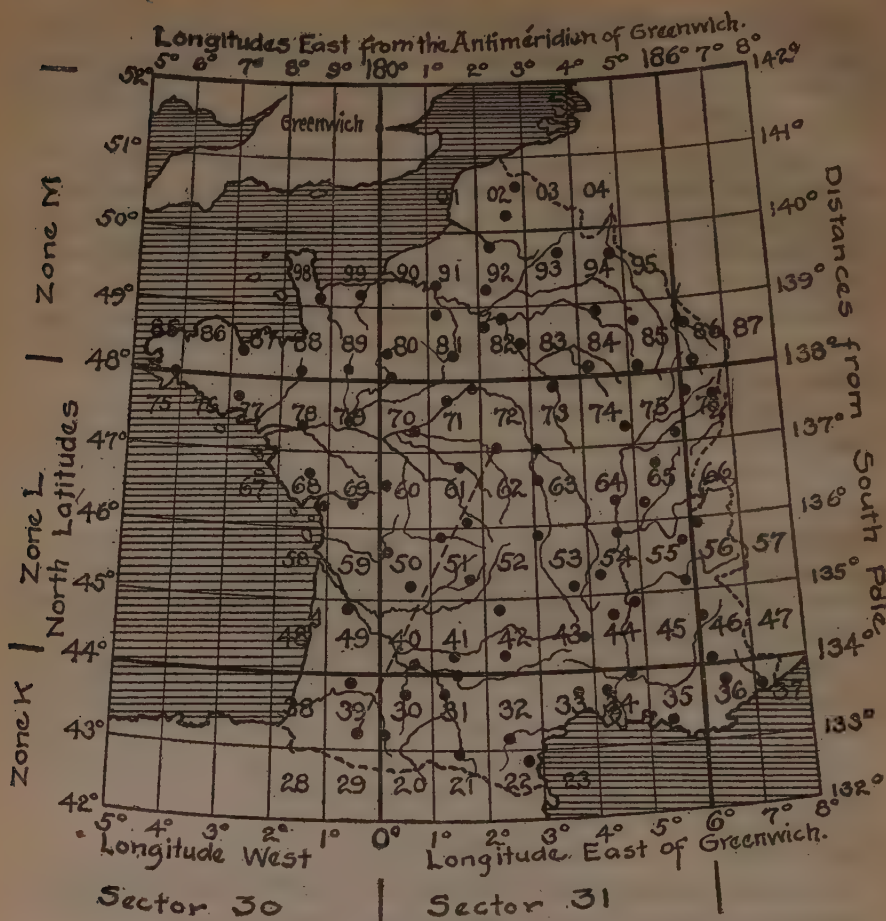 Longitudes East from the Antiméridien of Greenwich.
5° 6° 7° 8° 9° 180° 1° 2° 3° 4° 5° 186° 7° 8°
52° 142°
Greenwich
51° 141°
Zone M
01 02 03 04
50° 140°
98 99 90 91 92 93 94 95
49° 139°
85 86 87 88 89 80 81 82 83 84 85 86 87
48° 138°
75 76 77 78 79 70 71 72 73 74 75 76
47° 137°
67 68 69 60 61 62 63 64 65 66
46° 136°
Zone L
North Latitudes
Distances from South Pole
58 59 50 51 52 53 54 55 56 57
45° 135°
48 49 40 41 42 43 44 45 46 47
44° 134°
Zone K
38 39 30 31 32 33 34 35 36 37
43° 133°
28 29 20 21 22 23
42° 132°
5° 4° 3° 2° 1° 0° 1° 2° 3° 4° 5° 6° 7° 8°
Longitude West
Longitude East of Greenwich.
Sector 30
Sector 31